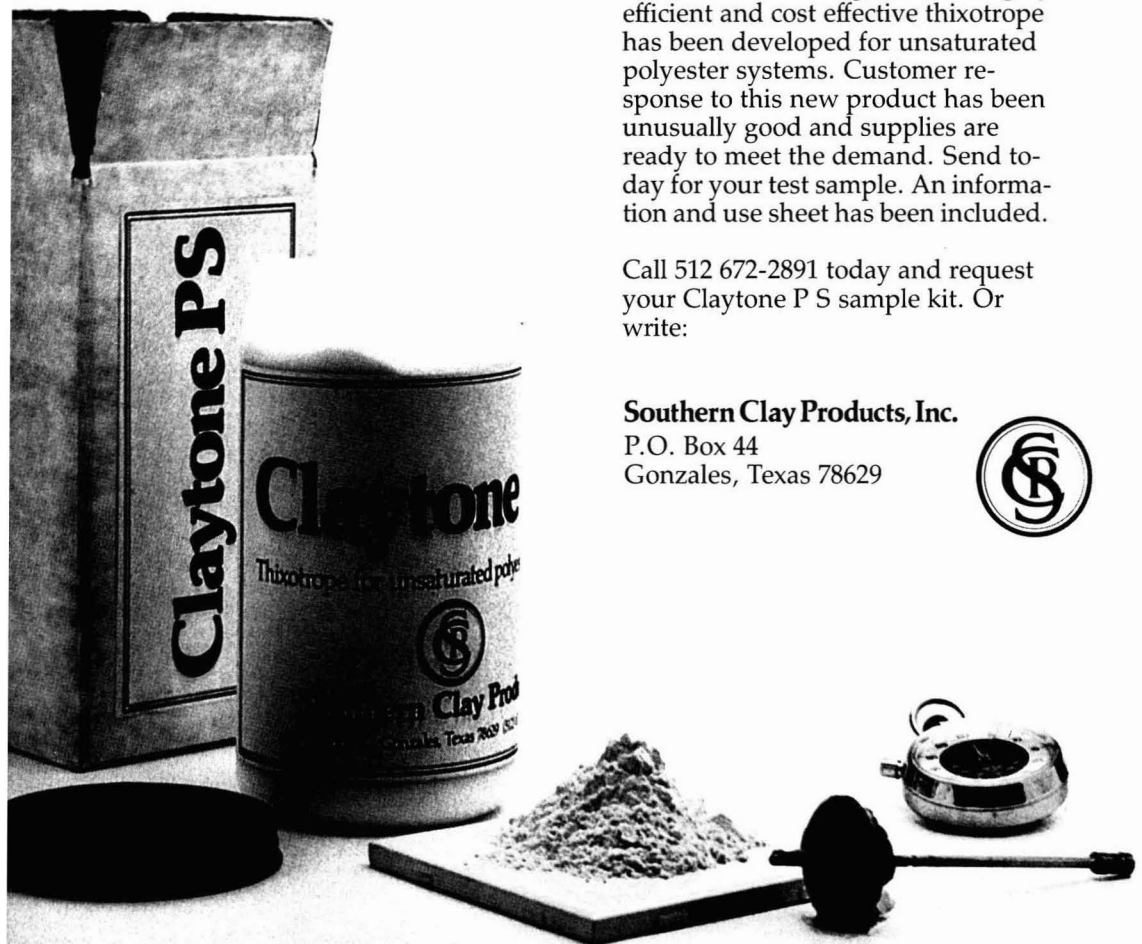 efficient and cost effective thixotrope
has been developed for unsaturated
polyester systems. Customer re-
sponse to this new product has been
unusually good and supplies are
ready to meet the demand. Send to-
day for your test sample. An informa-
tion and use sheet has been included.
Call 512 672-2891 today and request
your Claytone P S sample kit. Or
write:
Southern Clay Products, Inc.
P.O. Box 44
Gonzales, Texas 78629
Claytone PS
Claytone
Thixotrope for unsaturated polyes
Clay Prod
Gonzales, Texas 78629 (512)